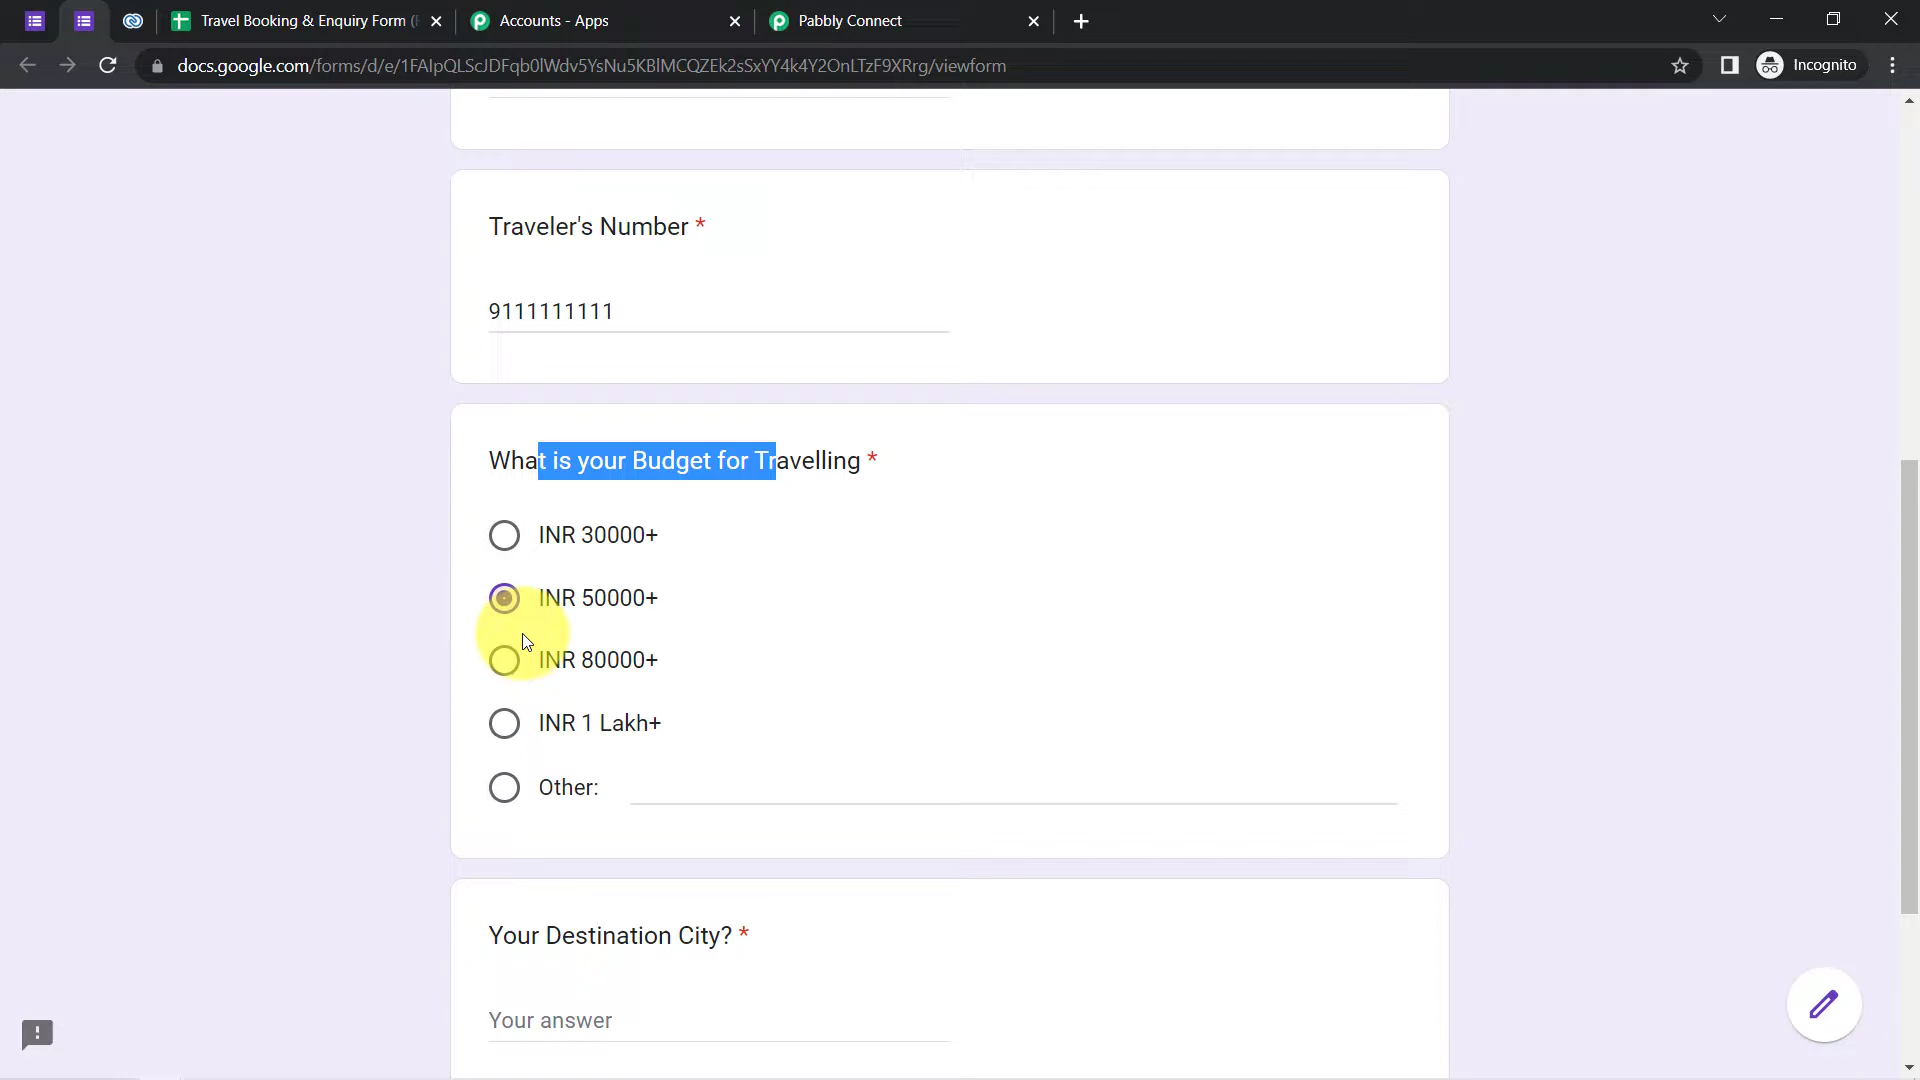 Travel Booking & Enquiry Form (
Accounts - Apps
Pabbly Connect
docs.google.com/forms/d/e/1FAIpQLScJDFqb0lWdv5YsNu5KBlMCQZEk2sSxYY4k4Y2OnLTzF9XRrg/viewform
Incognito
Traveler's Number *
9111111111
What is your Budget for Travelling *
INR 30000+
INR 50000+
INR 80000+
INR 1 Lakh+
Other:
Your Destination City? *
Your answer